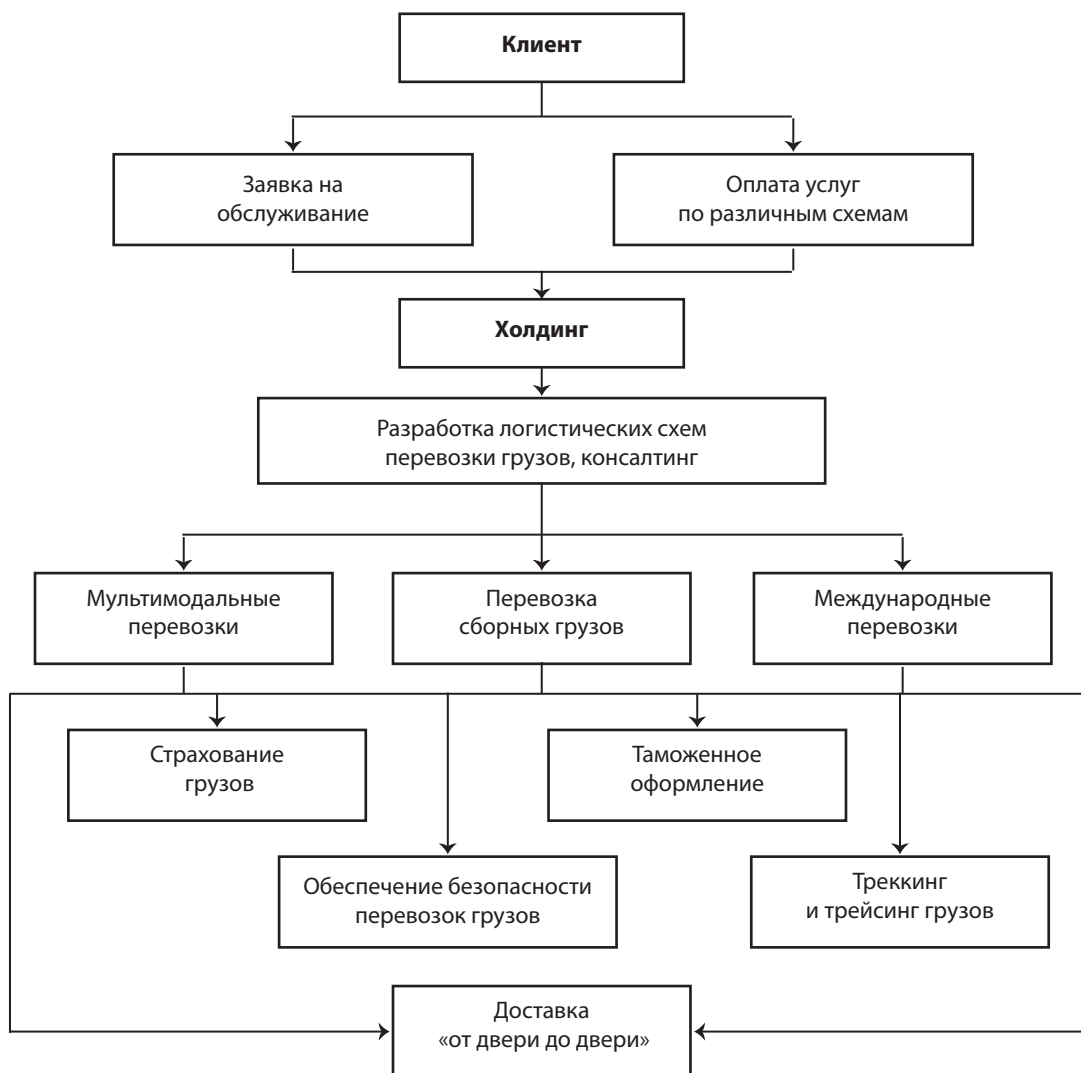 Клиент
Заявка на
обслуживание
Оплата услуг
по различным схемам
Холдинг
Разработка логистических схем
перевозки грузов, консалтинг
Мультимодальные
перевозки
Перевозка
сборных грузов
Международные
перевозки
Страхование
грузов
Таможенное
оформление
Обеспечение безопасности
перевозок грузов
Треккинг
и трейсинг грузов
Доставка
«от двери до двери»